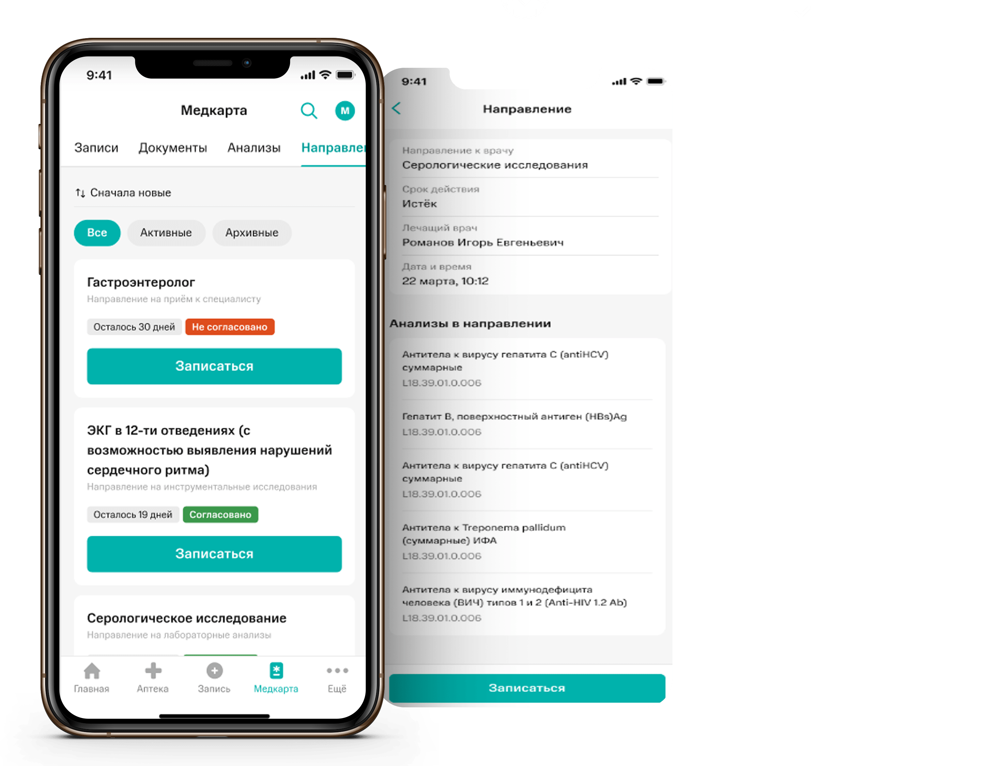 9:41
Медкарта
М
Записи Документы Анализы Направле
Сначала новые
Все Активные Архивные
Гастроэнтеролог
Направление на приём к специалисту
Осталось 30 дней Не согласовано
Записаться
ЭКГ в 12-ти отведениях (с
возможностью выявления нарушений
сердечного ритма)
Направление на инструментальные исследования
Осталось 19 дней Согласовано
Записаться
Серологическое исследование
Направление на лабораторные анализы
Главная Аптека Запись Медкарта Ещё
9:41
Направление
Направление к врачу
Серологические исследования
Срок действия
Истёк
Лечащий врач
Романов Игорь Евгеньевич
Дата и время
22 марта, 10:12
Анализы в направлении
Антитела к вирусу гепатита С (antiHCV)
суммарные
L18.39.01.0.006
Гепатит В, поверхностный антиген (HBs)Ag
L18.39.01.0.006
Антитела к вирусу гепатита С (antiHCV)
суммарные
L18.39.01.0.006
Антитела к Treponema pallidum
(суммарные) ИФА
L18.39.01.0.006
Антитела к вирусу иммунодефицита
человека (ВИЧ) типов 1 и 2 (Anti-HIV 1.2 Ab)
L18.39.01.0.006
Записаться